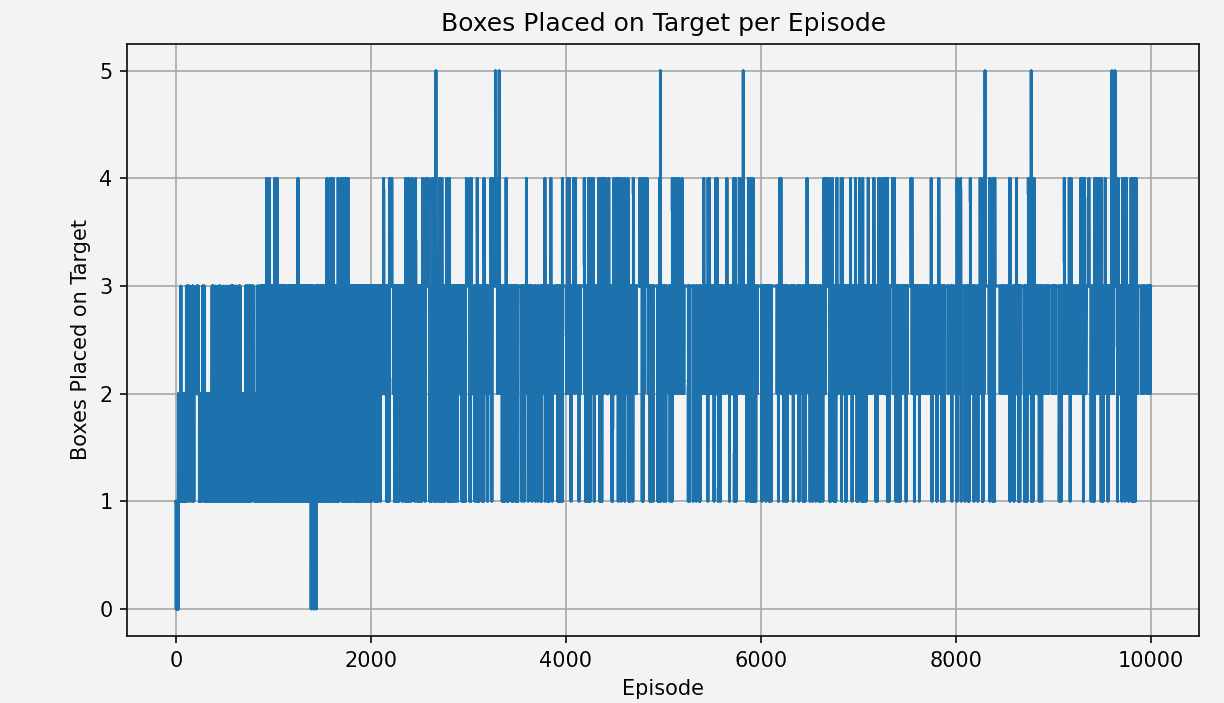 Boxes Placed on Target per Episode
Boxes Placed on Target
5
4
3
2
1
0
0 2000 4000 6000 8000 10000
Episode